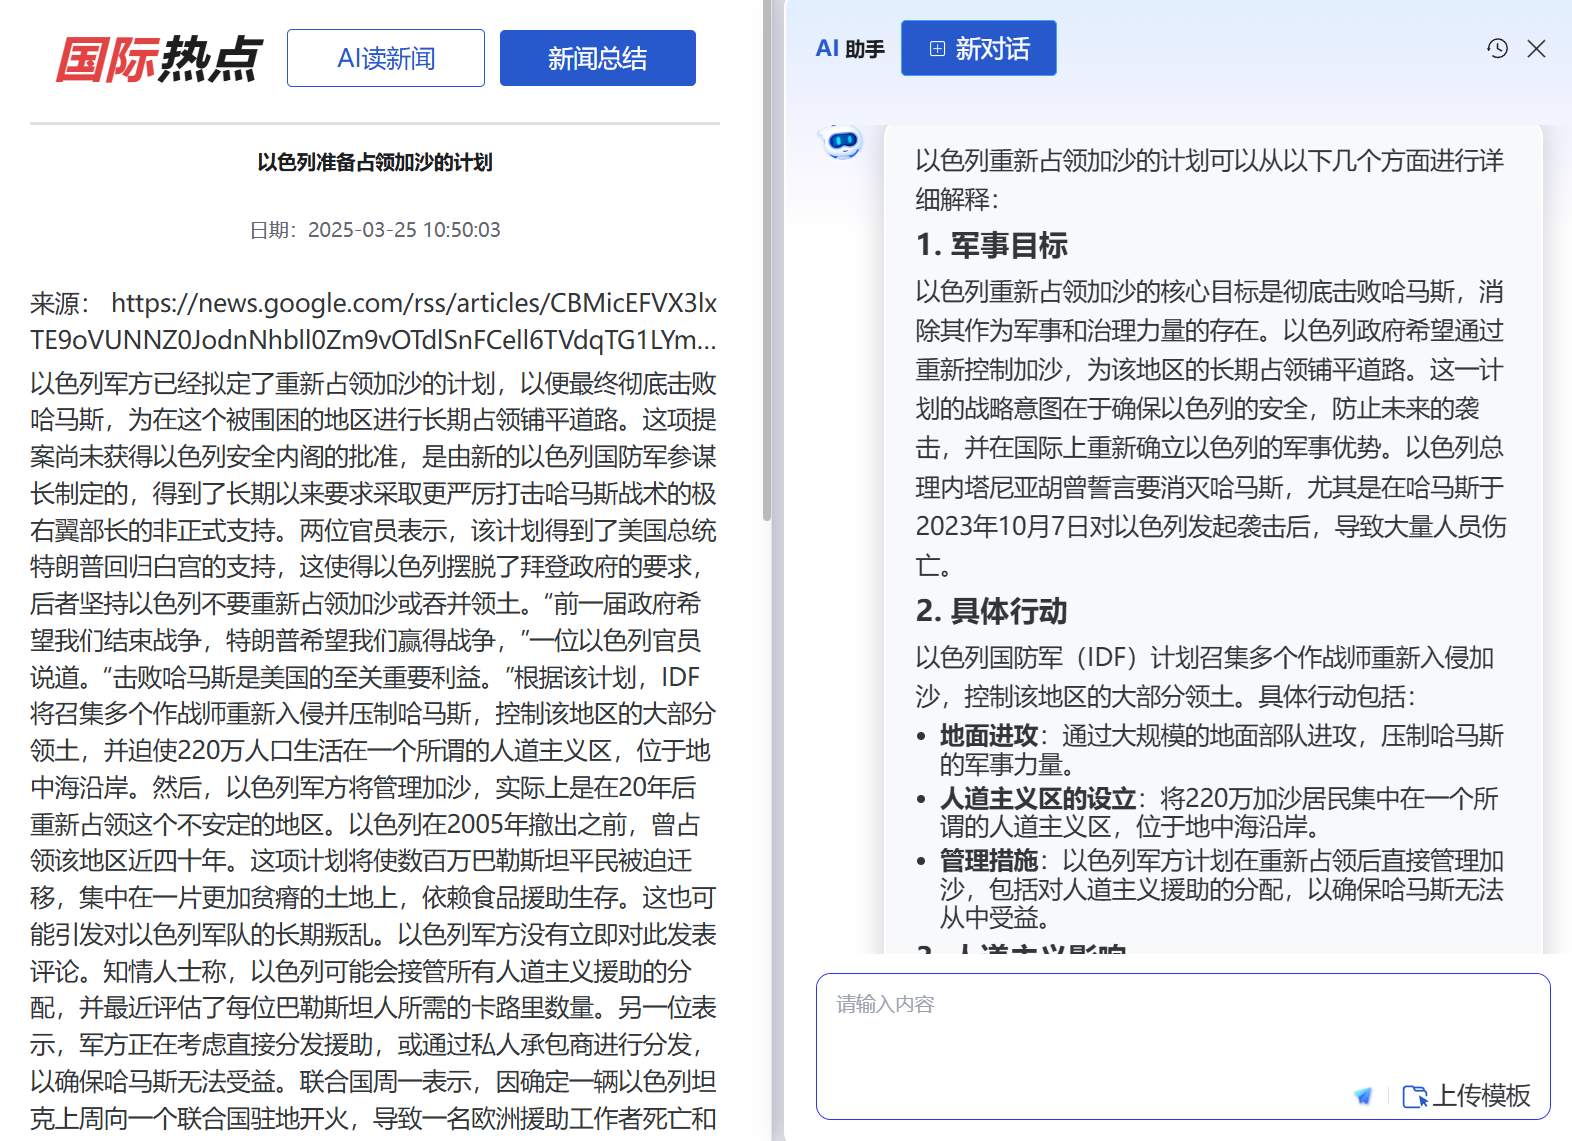 国际热点
AI读新闻
新闻总结
以色列准备占领加沙的计划
日期：2025-03-25 10:50:03
来源： https://news.google.com/rss/articles/CBMicEFVX3lx
TE9oVUNNZ0JodnNhbll0Zm9vOTdlSnFCell6TVdqTG1LYm...
以色列军方已经拟定了重新占领加沙的计划，以便最终彻底击败
哈马斯，为在这个被围困的地区进行长期占领铺平道路。这项提
案尚未获得以色列安全内阁的批准，是由新的以色列国防军参谋
长制定的，得到了长期以来要求采取更严厉打击哈马斯战术的极
右翼部长的非正式支持。两位官员表示，该计划得到了美国总统
特朗普回归白宫的支持，这使得以色列摆脱了拜登政府的要求，
后者坚持以色列不要重新占领加沙或吞并领土。“前一届政府希
望我们结束战争，特朗普希望我们赢得战争，”一位以色列官员
说道。“击败哈马斯是美国的至关重要利益。”根据该计划，IDF
将召集多个作战师重新入侵并压制哈马斯，控制该地区的大部分
领土，并迫使220万人口生活在一个所谓的人道主义区，位于地
中海沿岸。然后，以色列军方将管理加沙，实际上是在20年后
重新占领这个不安定的地区。以色列在2005年撤出之前，曾占
领该地区近四十年。这项计划将使数百万巴勒斯坦平民被迫迁
移，集中在一片更加贫瘠的土地上，依赖食品援助生存。这也可
能引发对以色列军队的长期叛乱。以色列军方没有立即对此发表
评论。知情人士称，以色列可能会接管所有人道主义援助的分
配，并最近评估了每位巴勒斯坦人所需的卡路里数量。另一位表
示，军方正在考虑直接分发援助，或通过私人承包商进行分发，
以确保哈马斯无法受益。联合国周一表示，因确定一辆以色列坦
克上周向一个联合国驻地开火，导致一名欧洲援助工作者死亡和
AI 助手
新对话
以色列重新占领加沙的计划可以从以下几个方面进行详
细解释：
1. 军事目标
以色列重新占领加沙的核心目标是彻底击败哈马斯，消
除其作为军事和治理力量的存在。以色列政府希望通过
重新控制加沙，为该地区的长期占领铺平道路。这一计
划的战略意图在于确保以色列的安全，防止未来的袭
击，并在国际上重新确立以色列的军事优势。以色列总
理内塔尼亚胡曾誓言要消灭哈马斯，尤其是在哈马斯于
2023年10月7日对以色列发起袭击后，导致大量人员伤
亡。
2. 具体行动
以色列国防军（IDF）计划召集多个作战师重新入侵加
沙，控制该地区的大部分领土。具体行动包括：
• 地面进攻：通过大规模的地面部队进攻，压制哈马斯
的军事力量。
• 人道主义区的设立：将220万加沙居民集中在一个所
谓的人道主义区，位于地中海沿岸。
• 管理措施：以色列军方计划在重新占领后直接管理加
沙，包括对人道主义援助的分配，以确保哈马斯无法
从中受益。
3. 人道主义影响
请输入内容
上传模板